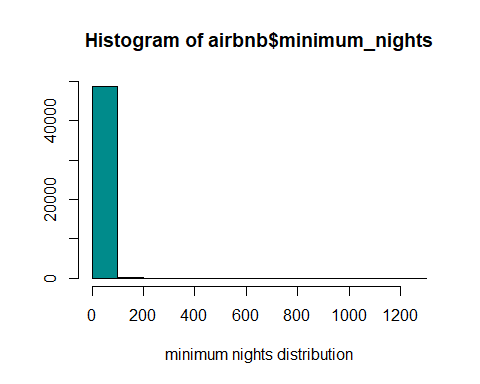 Histogram of airbnb$minimum_nights
40000
20000
0
0 200 400 600 800 1000 1200
minimum nights distribution